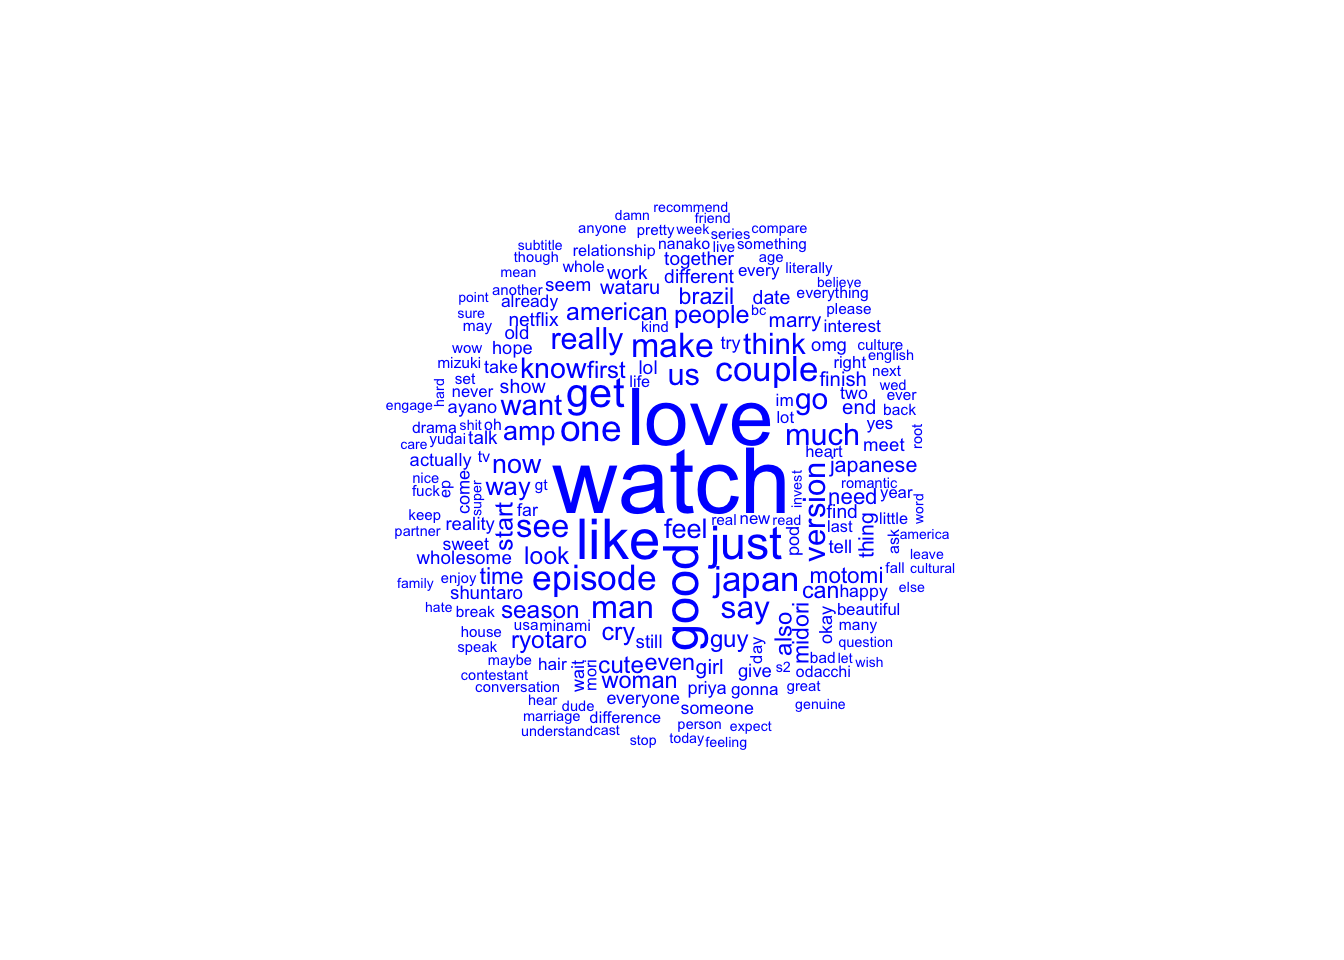 recommend
damn friend
anyone pretty week series compare
subtitle relationship nanako live something
though together age
mean whole work different every literally
another seem wataru believe
point already brazil date everything
sure american people bc please
may netflix kind marry interest
old really make try think omg culture
wow hope right english
mizuki take know first lol us couple finish next
set life wed
hard never show get love im go two ever
engage ayano want lot end back
drama shit oh amp one much yes root
care yudai talk meet
actually tv now watch heart japanese
nice ep come super way gt invest version romantic
fuck need year word
keep far real new read find little
partner reality start see like feel just pod last thing ask america
sweet good tell leave
wholesome look fall cultural
family enjoy time episode japan motomi else
shuntaro can happy
hate break season man say beautiful
house usa minami cry also midori okay many
speak ryotaro still guy day question
maybe hair wait mon cute even girl give s2 bad let wish
contestant woman odacchi
conversation priya gonna great
hear everyone someone genuine
dude
marriage difference person expect
understand cast
stop today feeling